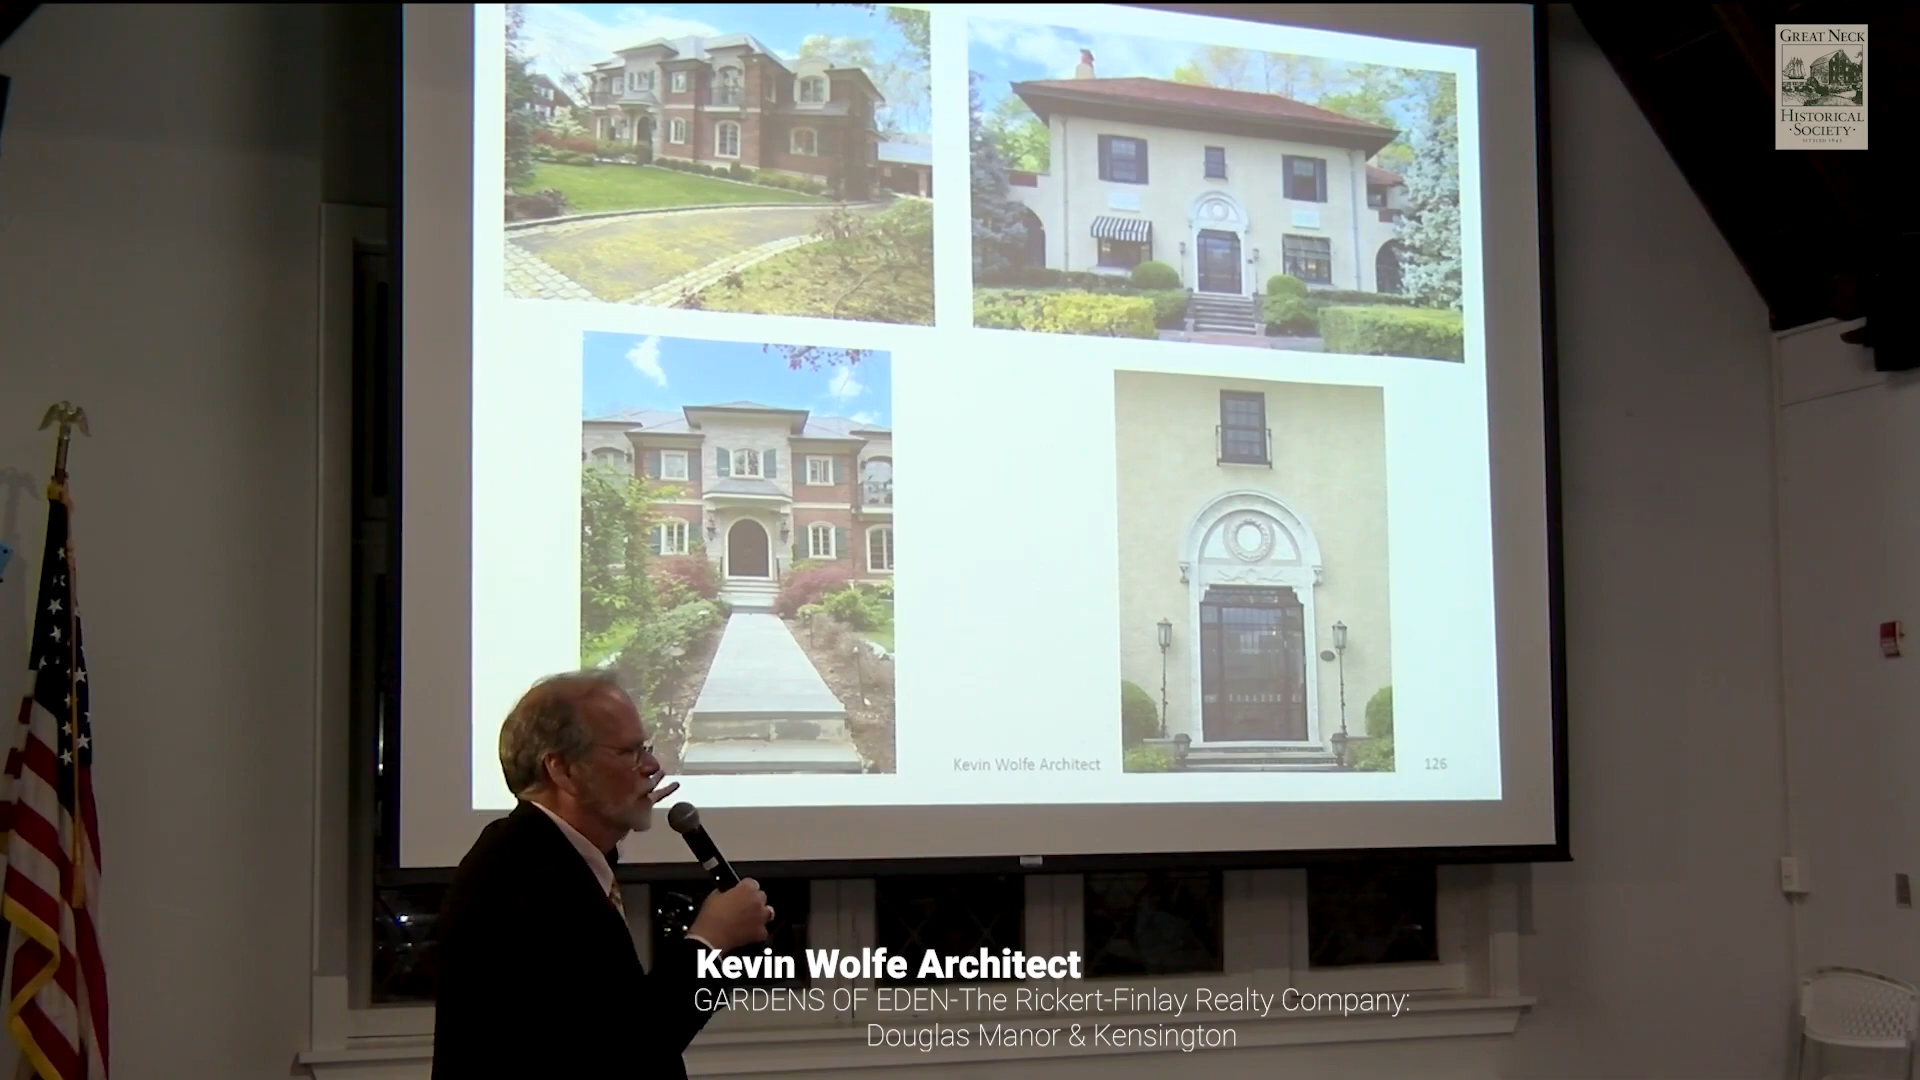 GREAT NECK
HISTORICAL
·SOCIETY·
Kevin Wolfe Architect
126
Kevin Wolfe Architect
GARDENS OF EDEN-The Rickert-Finlay Realty Company:
Douglas Manor & Kensington